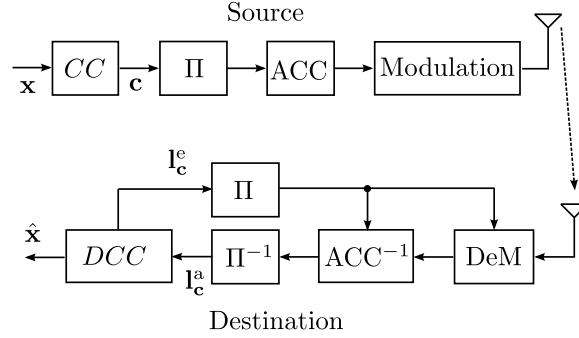 Source
CC Π ACC Modulation
x c
l_c^e
Π
x̂
DCC Π⁻¹ ACC⁻¹ DeM
l_c^a
Destination